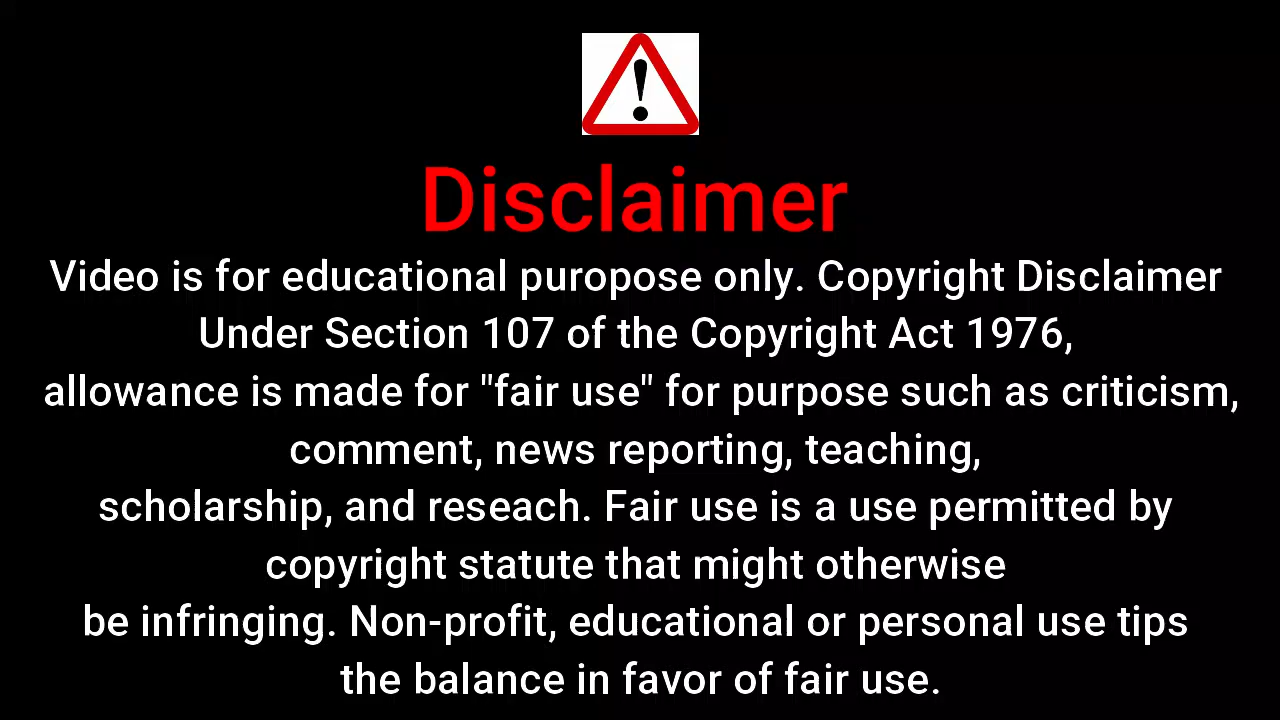 Disclaimer
Video is for educational puropose only. Copyright Disclaimer
Under Section 107 of the Copyright Act 1976,
allowance is made for "fair use" for purpose such as criticism,
comment, news reporting, teaching,
scholarship, and reseach. Fair use is a use permitted by
copyright statute that might otherwise
be infringing. Non-profit, educational or personal use tips
the balance in favor of fair use.